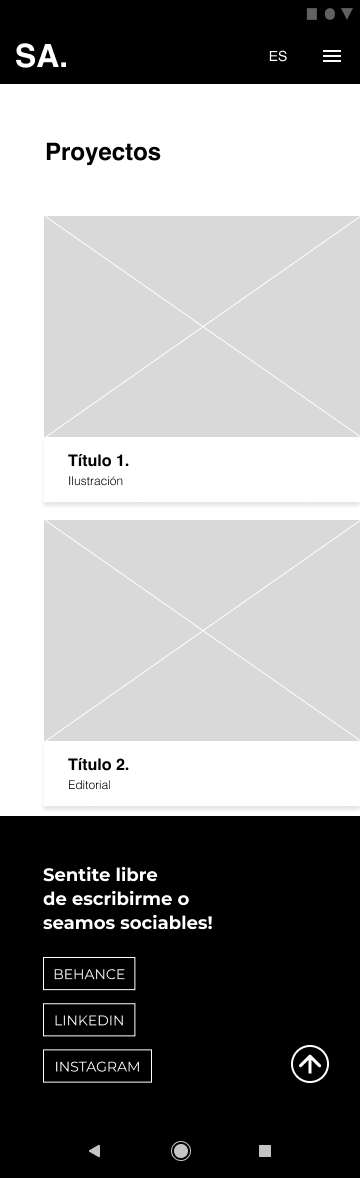 SA.
ES
Proyectos
Título 1.
Ilustración
Título 2.
Editorial
Sentite libre
de escribirme o
seamos sociables!
BEHANCE
LINKEDIN
INSTAGRAM